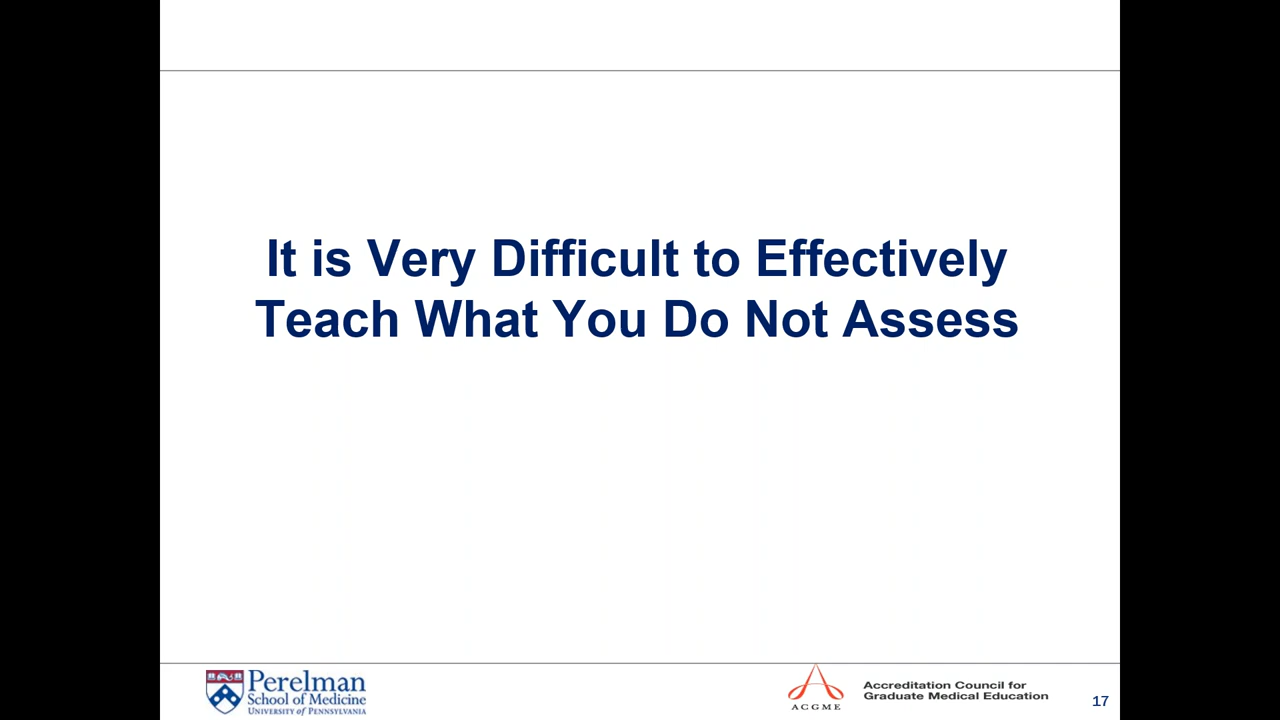 It is Very Difficult to Effectively
Teach What You Do Not Assess
Perelman
School of Medicine
University of Pennsylvania
ACGME
Accreditation Council for
Graduate Medical Education
17